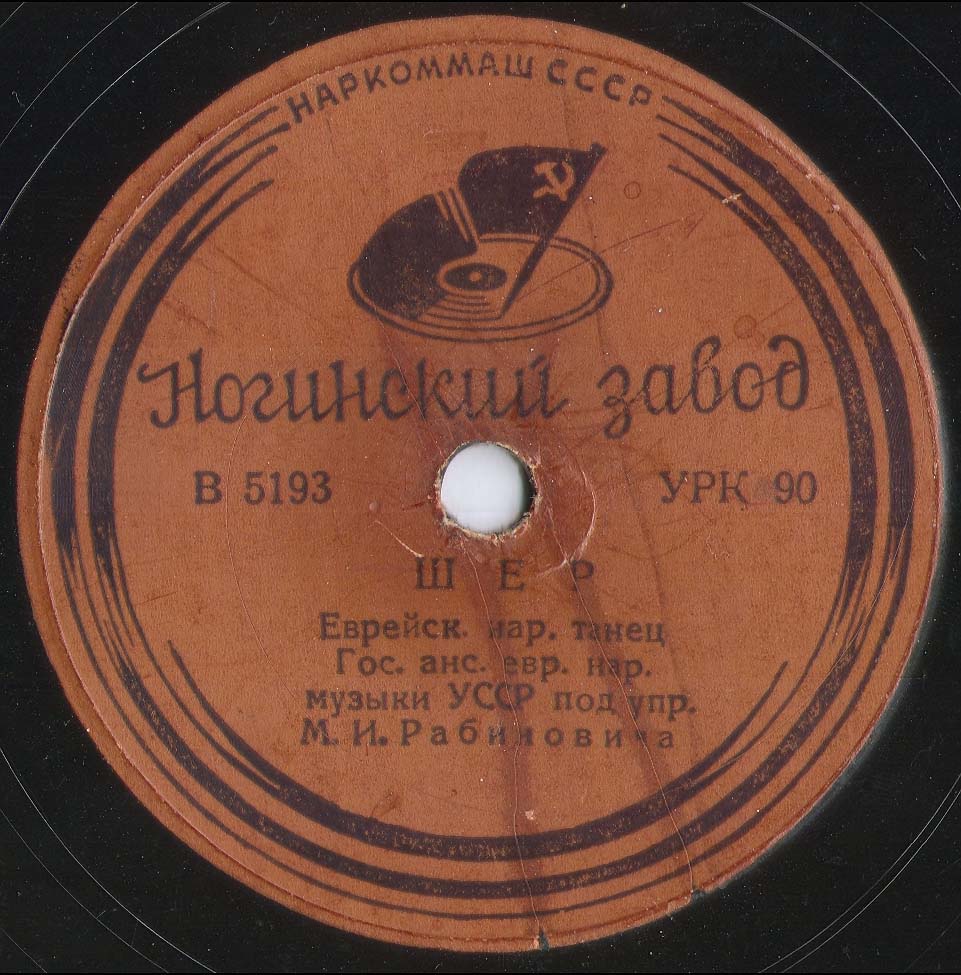 НАРКОММАШ СССР
Ногинский завод
В 5193 УРК 90
ШЕР
Еврейск. нар. танец
Гос. анс. евр. нар.
музыки УССР под упр.
М. И. Рабиновича